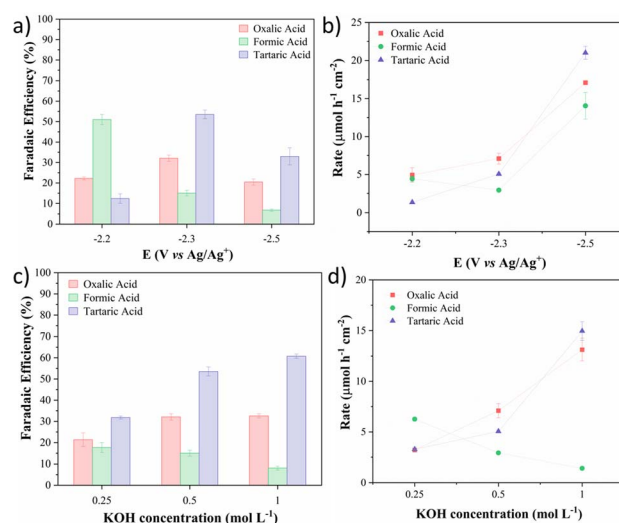 a)
Faradaic Efficiency (%)
100
90
80
70
60
50
40
30
20
10
0
Oxalic Acid
Formic Acid
Tartaric Acid
-2.2
-2.3
-2.5
E (V vs Ag/Ag⁺)
b)
Rate (μmol h⁻¹ cm⁻²)
25
20
15
10
5
0
Oxalic Acid
Formic Acid
Tartaric Acid
-2.2
-2.3
-2.5
E (V vs Ag/Ag⁺)
c)
Faradaic Efficiency (%)
100
90
80
70
60
50
40
30
20
10
0
Oxalic Acid
Formic Acid
Tartaric Acid
0.25
0.5
1
KOH concentration (mol L⁻¹)
d)
Rate (μmol h⁻¹ cm⁻²)
20
15
10
5
0
Oxalic Acid
Formic Acid
Tartaric Acid
0.25
0.5
1
KOH concentration (mol L⁻¹)